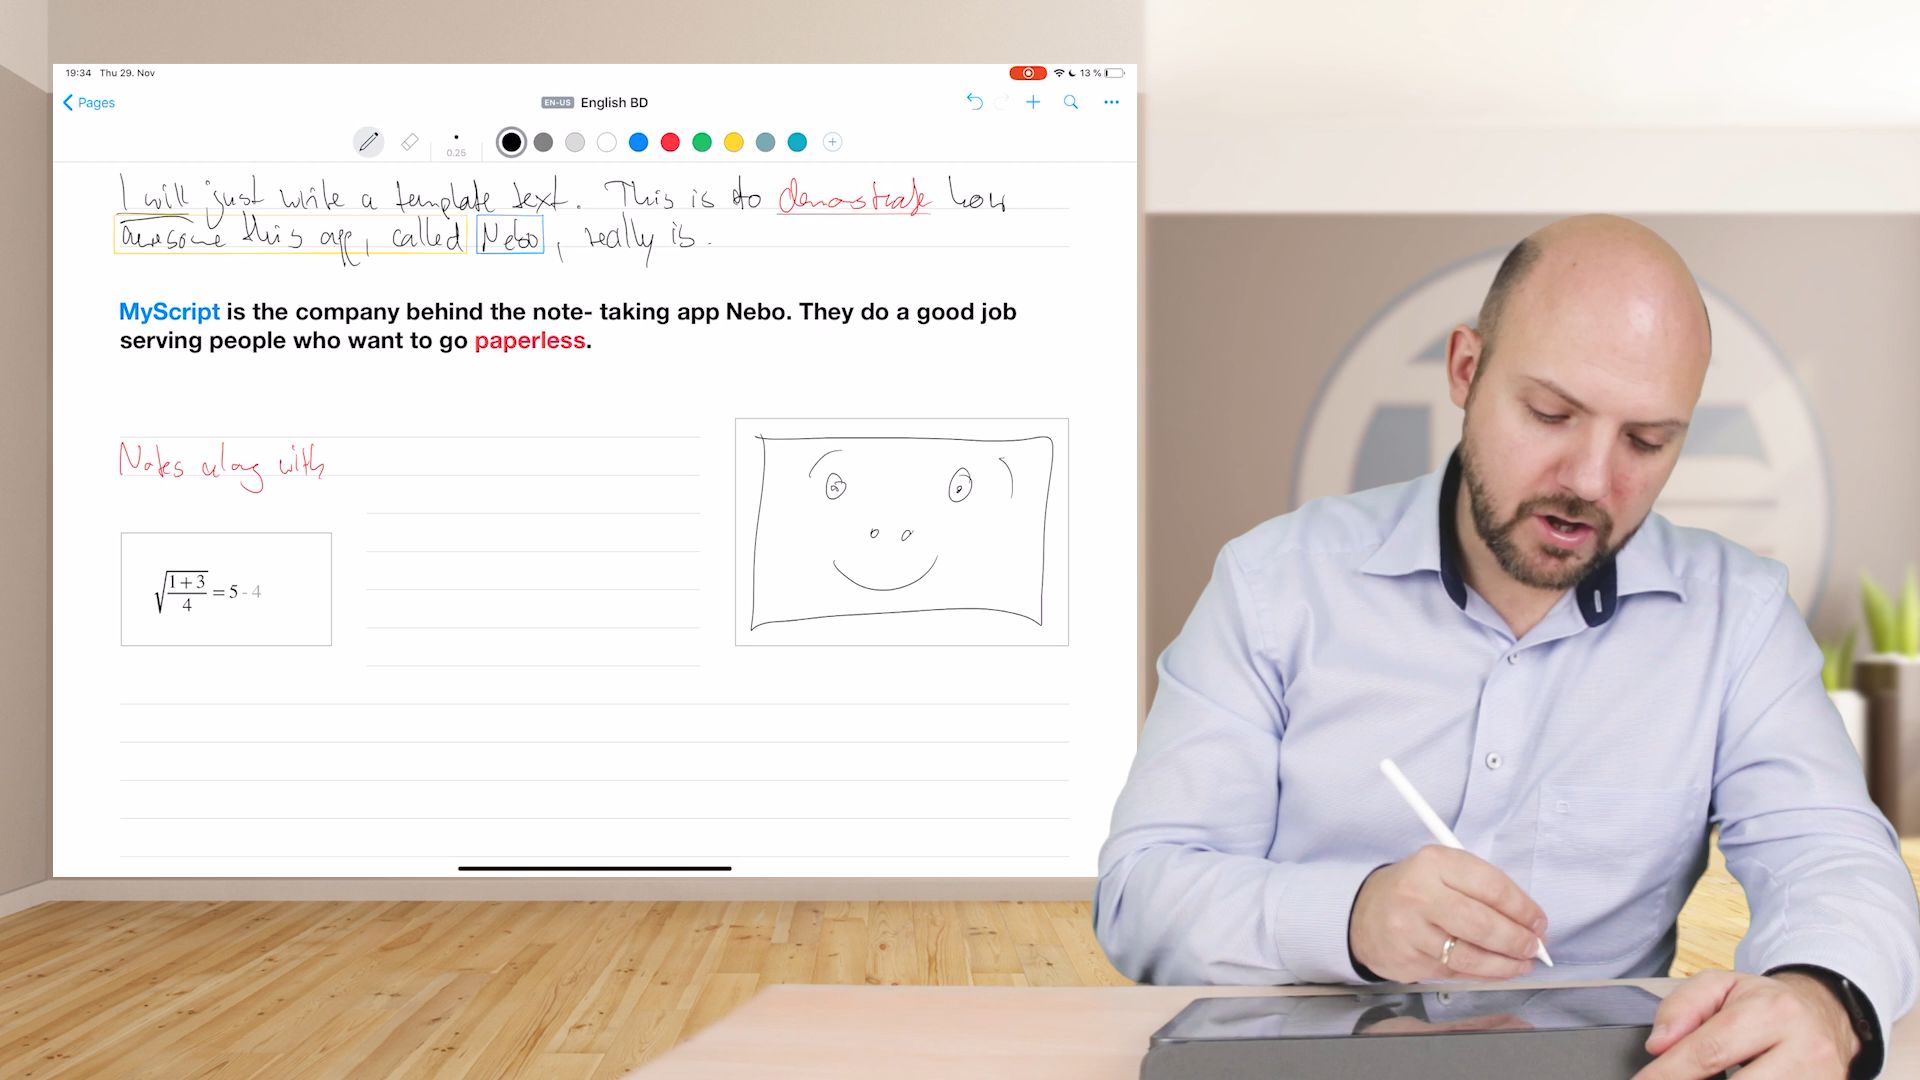 19:34 Thu 29. Nov 13 %
Pages EN-US English BD
0.25
I will just write a template text. This is to demostrate how
awesome this app, called Nebo, really is.
MyScript is the company behind the note- taking app Nebo. They do a good job
serving people who want to go paperless.
Notes along with
√((1+3)/4) = 5 - 4